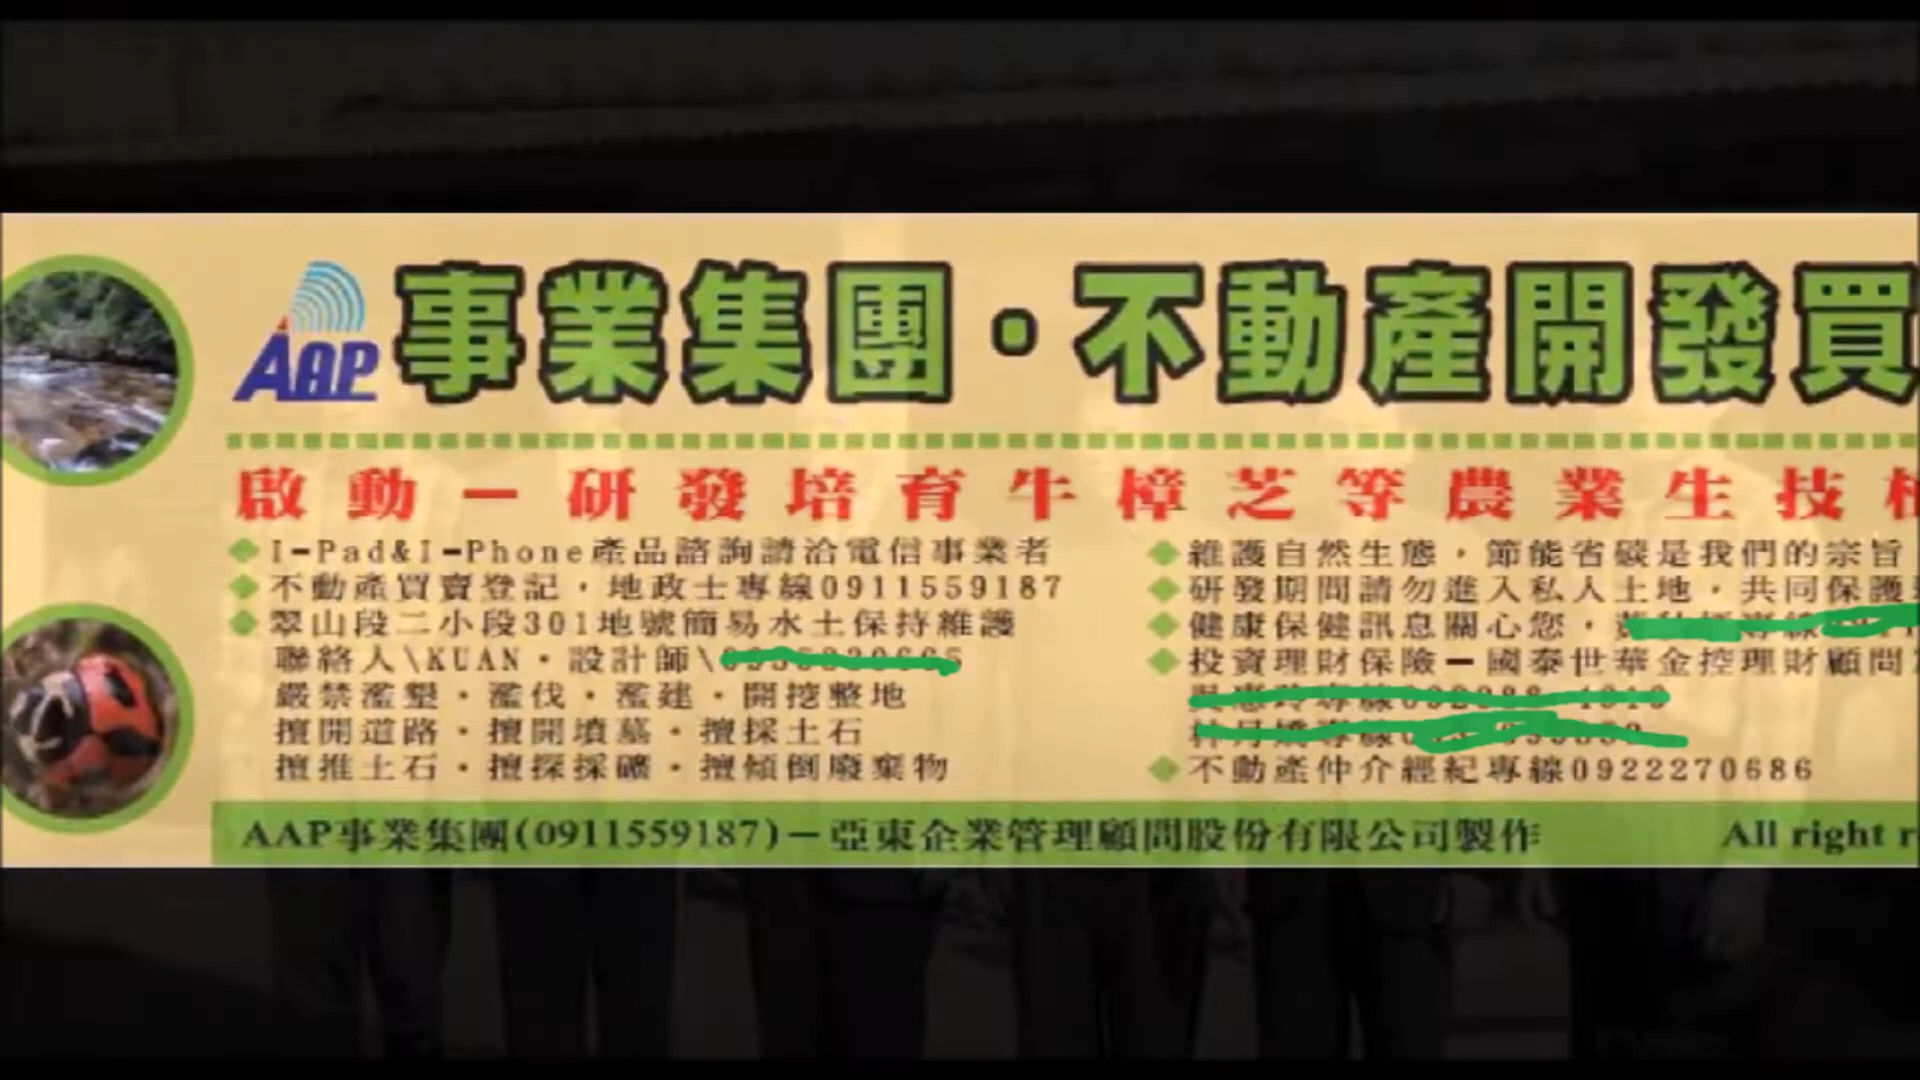 AAP事業集團・不動產開發買
啟動－研發培育牛樟芝等農業生技
◆I-Pad&I-Phone產品諮詢請洽電信事業者
◆不動產買賣登記，地政士專線0911559187
◆翠山段二小段301地號簡易水土保持維護
聯絡人\KUAN・設計師\
嚴禁濫墾・濫伐・濫建・開挖整地
擅開道路・擅開墳墓・擅採土石
擅推土石・擅探採礦・擅傾倒廢棄物
◆維護自然生態，節能省碳是我們的宗旨
◆研發期間請勿進入私人土地，共同保護
◆健康保健訊息關心您，
◆投資理財保險－國泰世華金控理財顧問
◆不動產仲介經紀專線0922270686
AAP事業集團(0911559187)－亞東企業管理顧問股份有限公司製作
All right